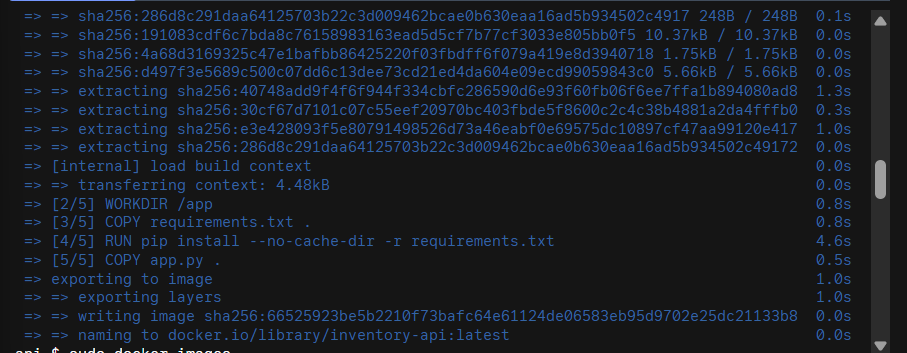 => => sha256:286d8c291daa64125703b22c3d009462bcae0b630eaa16ad5b934502c4917 248B / 248B 0.1s
=> => sha256:191083cdf6c7bda8c76158983163ead5d5cf7b77cf3033e805bb0f5 10.37kB / 10.37kB 0.0s
=> => sha256:4a68d3169325c47e1bafbb86425220f03fbdff6f079a419e8d3940718 1.75kB / 1.75kB 0.0s
=> => sha256:d497f3e5689c500c07dd6c13dee73cd21ed4da604e09ecd99059843c0 5.66kB / 5.66kB 0.0s
=> => extracting sha256:40748add9f4f6f944f334cbfc286590d6e93f60fb06f6ee7ffa1b894080ad8 1.3s
=> => extracting sha256:30cf67d7101c07c55eef20970bc403fbde5f8600c2c4c38b4881a2da4fffb0 0.3s
=> => extracting sha256:e3e428093f5e80791498526d73a46eabf0e69575dc10897cf47aa99120e417 1.0s
=> => extracting sha256:286d8c291daa64125703b22c3d009462bcae0b630eaa16ad5b934502c49172 0.0s
=> [internal] load build context 0.0s
=> => transferring context: 4.48kB 0.0s
=> [2/5] WORKDIR /app 0.8s
=> [3/5] COPY requirements.txt . 0.8s
=> [4/5] RUN pip install --no-cache-dir -r requirements.txt 4.6s
=> [5/5] COPY app.py . 0.5s
=> exporting to image 1.0s
=> => exporting layers 1.0s
=> => writing image sha256:66525923be5b2210f73bafc64e61124de06583eb95d9702e25dc21133b8 0.0s
=> => naming to docker.io/library/inventory-api:latest 0.0s
api $ sudo docker images